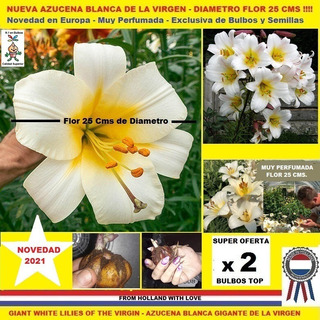 NUEVA AZUCENA BLANCA DE LA VIRGEN - DIAMETRO FLOR 25 CMS !!!!
Novedad en Europa - Muy Perfumada - Exclusiva de Bulbos y Semillas
Flor 25 Cms de Diametro
MUY PERFUMADA
FLOR 25 CMS.
NOVEDAD
2021
SUPER OFERTA
x 2
BULBOS TOP
FROM HOLLAND WITH LOVE
GIANT WHITE LILIES OF THE VIRGIN - AZUCENA BLANCA GIGANTE DE LA VIRGEN